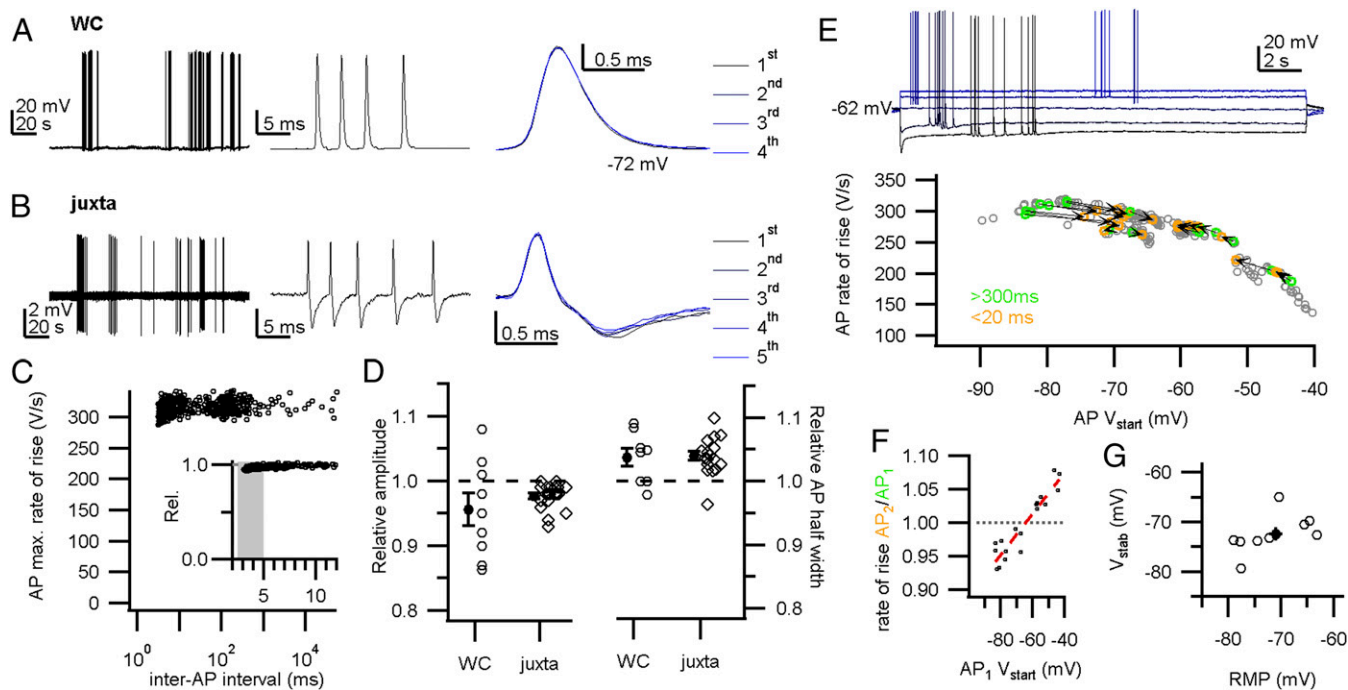 A
WC
20 mV
20 s
5 ms
0.5 ms
-72 mV
1st
2nd
3rd
4th
B
juxta
2 mV
20 s
5 ms
0.5 ms
1st
2nd
3rd
4th
5th
C
AP max. rate of rise (V/s)
300
250
200
150
100
50
0
10^0
10^2
10^4
inter-AP interval (ms)
Rel.
1.0
0.0
5
10
D
Relative amplitude
1.1
1.0
0.9
0.8
WC
juxta
WC
juxta
1.1
1.0
0.9
0.8
Relative AP half width
E
20 mV
2 s
-62 mV
AP rate of rise (V/s)
350
300
250
200
150
100
>300ms
<20 ms
-90
-80
-70
-60
-50
-40
AP Vstart (mV)
F
rate of rise AP2/AP1
1.10
1.05
1.00
0.95
0.90
-80
-60
-40
AP1 Vstart (mV)
G
Vstab (mV)
-60
-70
-80
-80
-70
-60
RMP (mV)